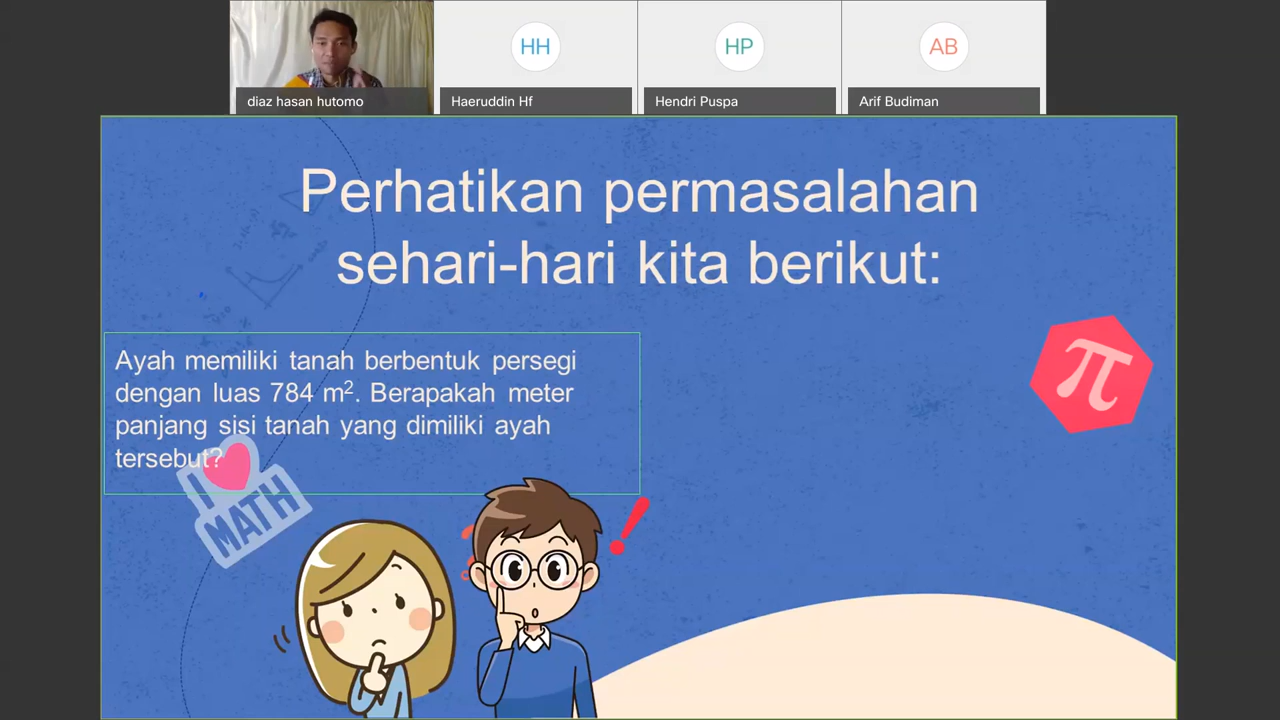 HH
HP
AB
diaz hasan hutomo
Haeruddin Hf
Hendri Puspa
Arif Budiman
Perhatikan permasalahan
sehari-hari kita berikut:
Ayah memiliki tanah berbentuk persegi
dengan luas 784 m². Berapakah meter
panjang sisi tanah yang dimiliki ayah
tersebut?
I
MATH
π
!